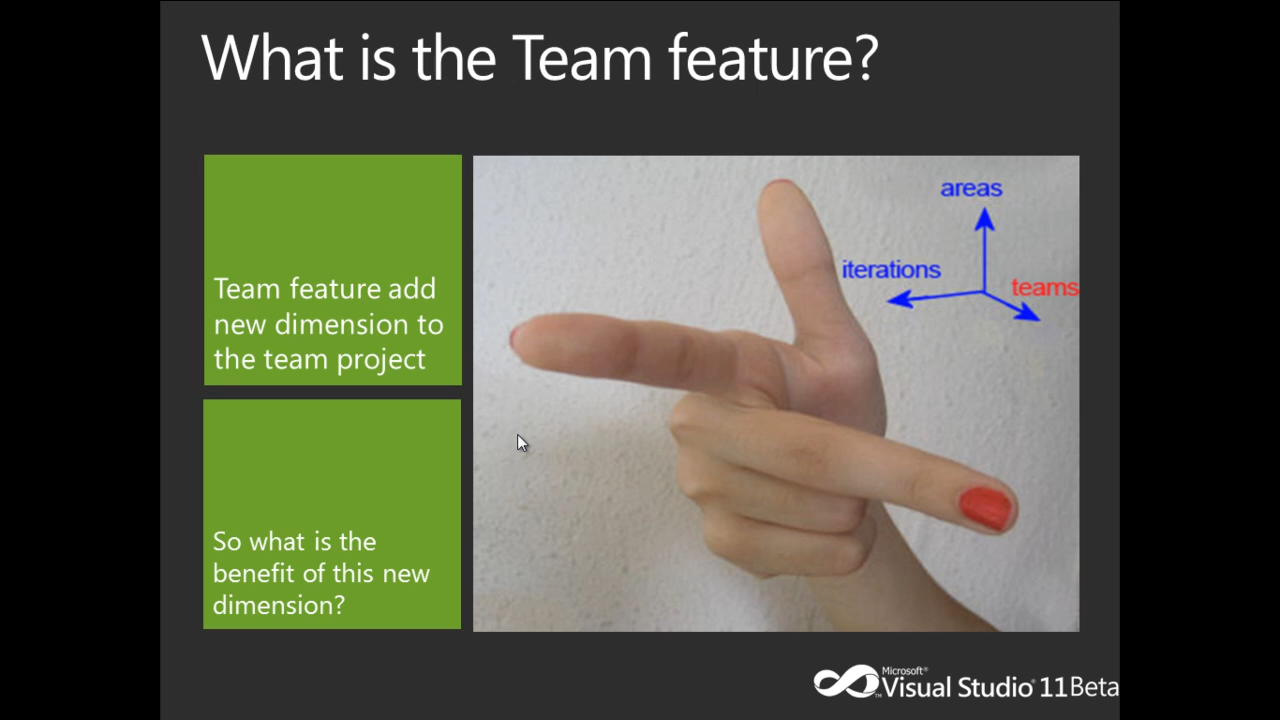 What is the Team feature?
Team feature add
new dimension to
the team project
So what is the
benefit of this new
dimension?
areas
iterations
teams
Microsoft®
Visual Studio® 11 Beta